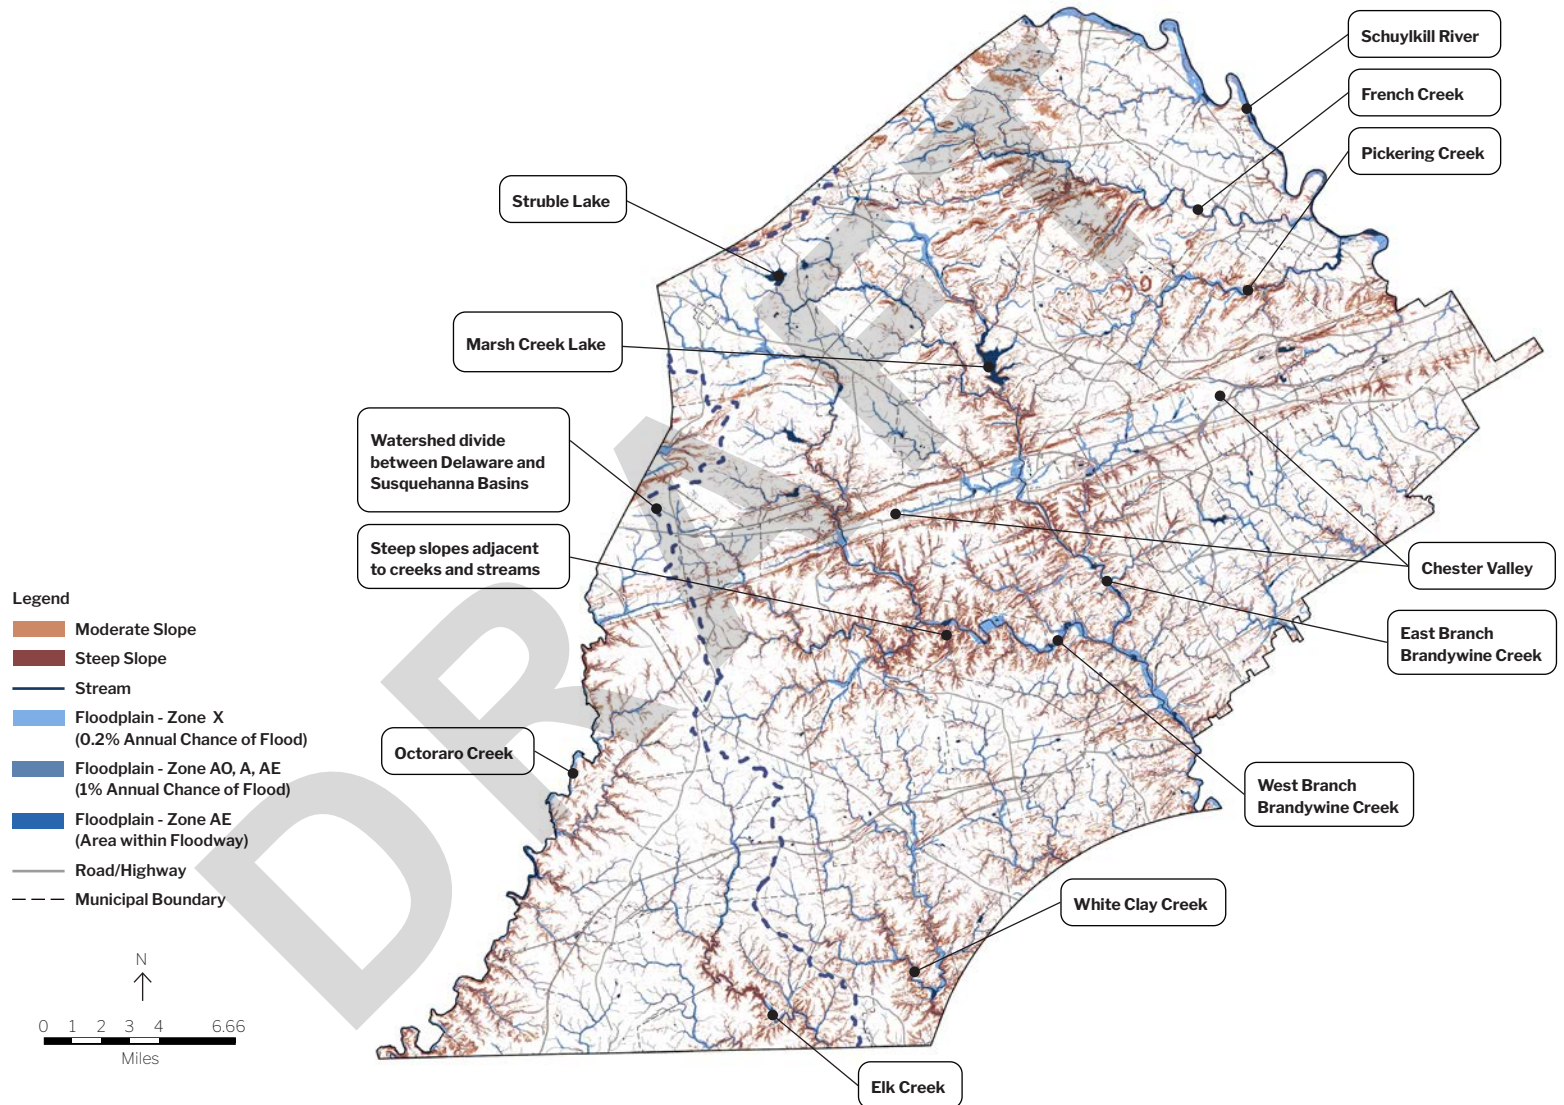 Schuylkill River
French Creek
Pickering Creek
Struble Lake
Marsh Creek Lake
Watershed divide
between Delaware and
Susquehanna Basins
Steep slopes adjacent
to creeks and streams
Chester Valley
East Branch
Brandywine Creek
Octoraro Creek
West Branch
Brandywine Creek
White Clay Creek
Elk Creek
Legend
Moderate Slope
Steep Slope
Stream
Floodplain - Zone X
(0.2% Annual Chance of Flood)
Floodplain - Zone AO, A, AE
(1% Annual Chance of Flood)
Floodplain - Zone AE
(Area within Floodway)
Road/Highway
Municipal Boundary
N
0 1 2 3 4 6.66
Miles
DRAFT